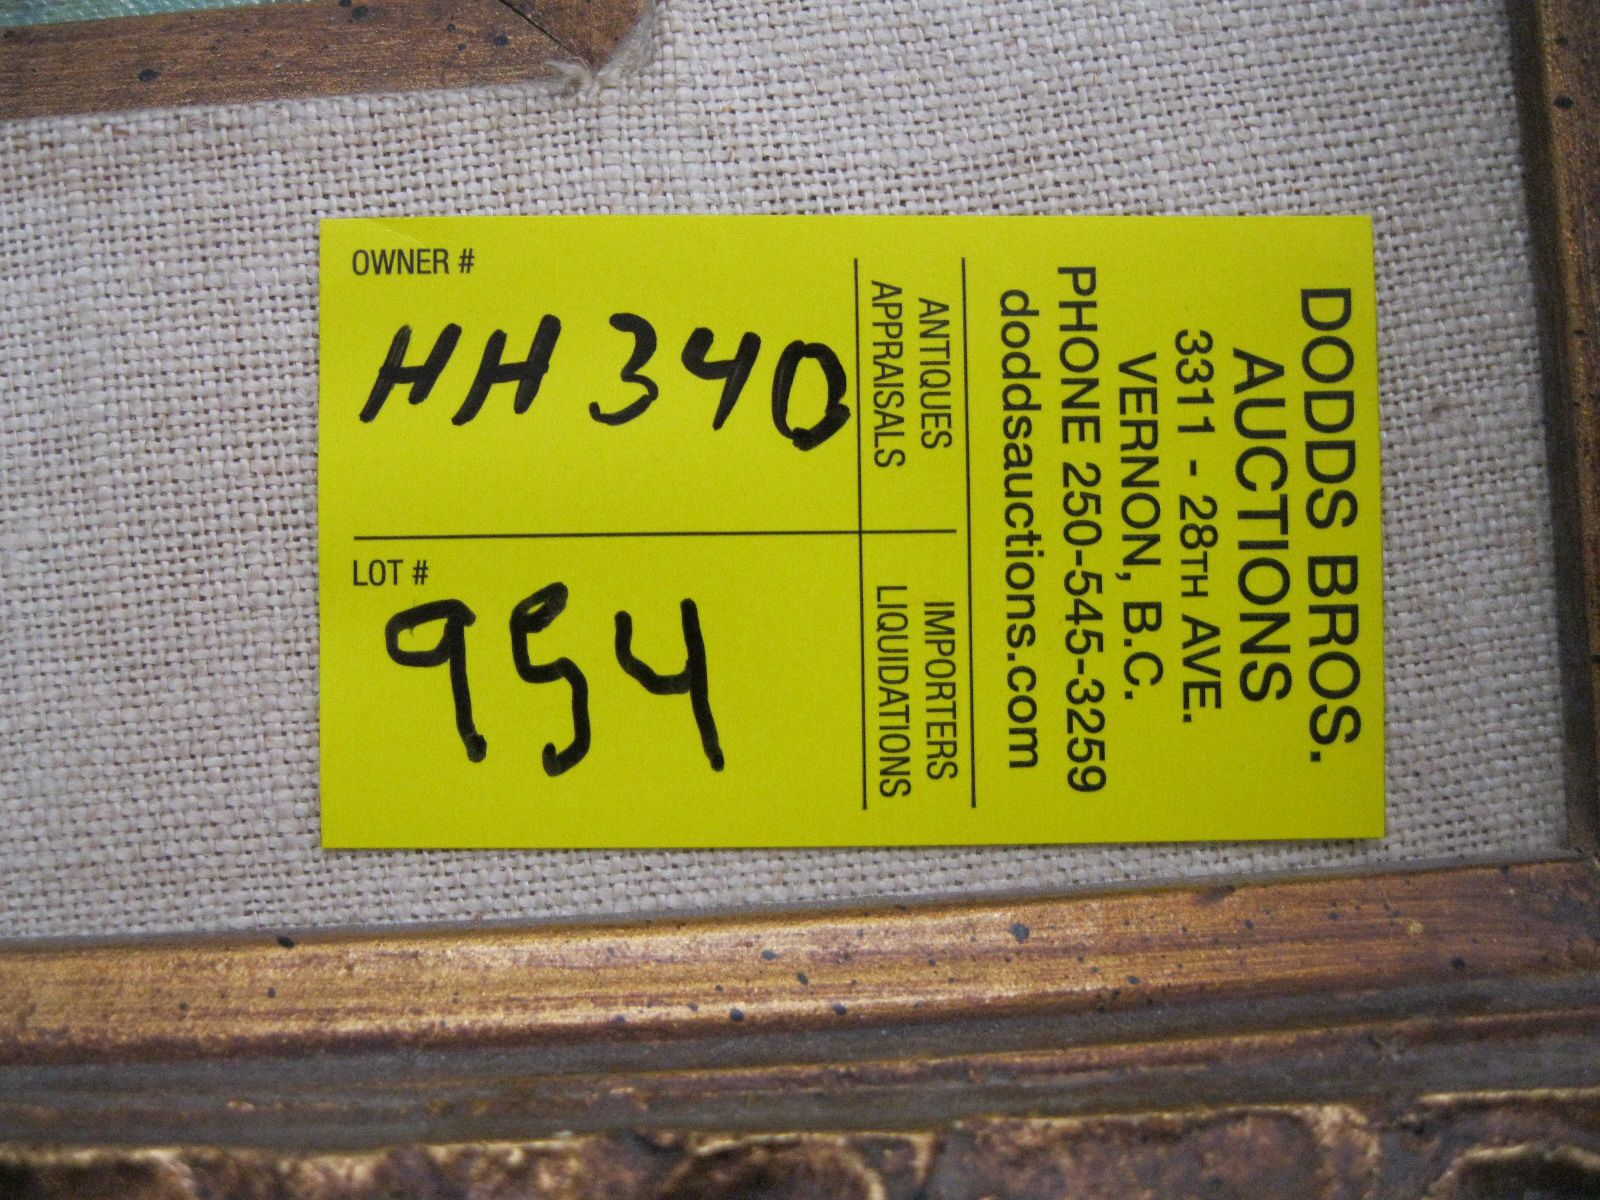 DODDS BROS.
AUCTIONS
3311 - 28TH AVE.
VERNON, B.C.
PHONE 250-545-3259
doddsauctions.com
ANTIQUES
APPRAISALS
IMPORTERS
LIQUIDATIONS
OWNER #
HH 340
LOT #
954